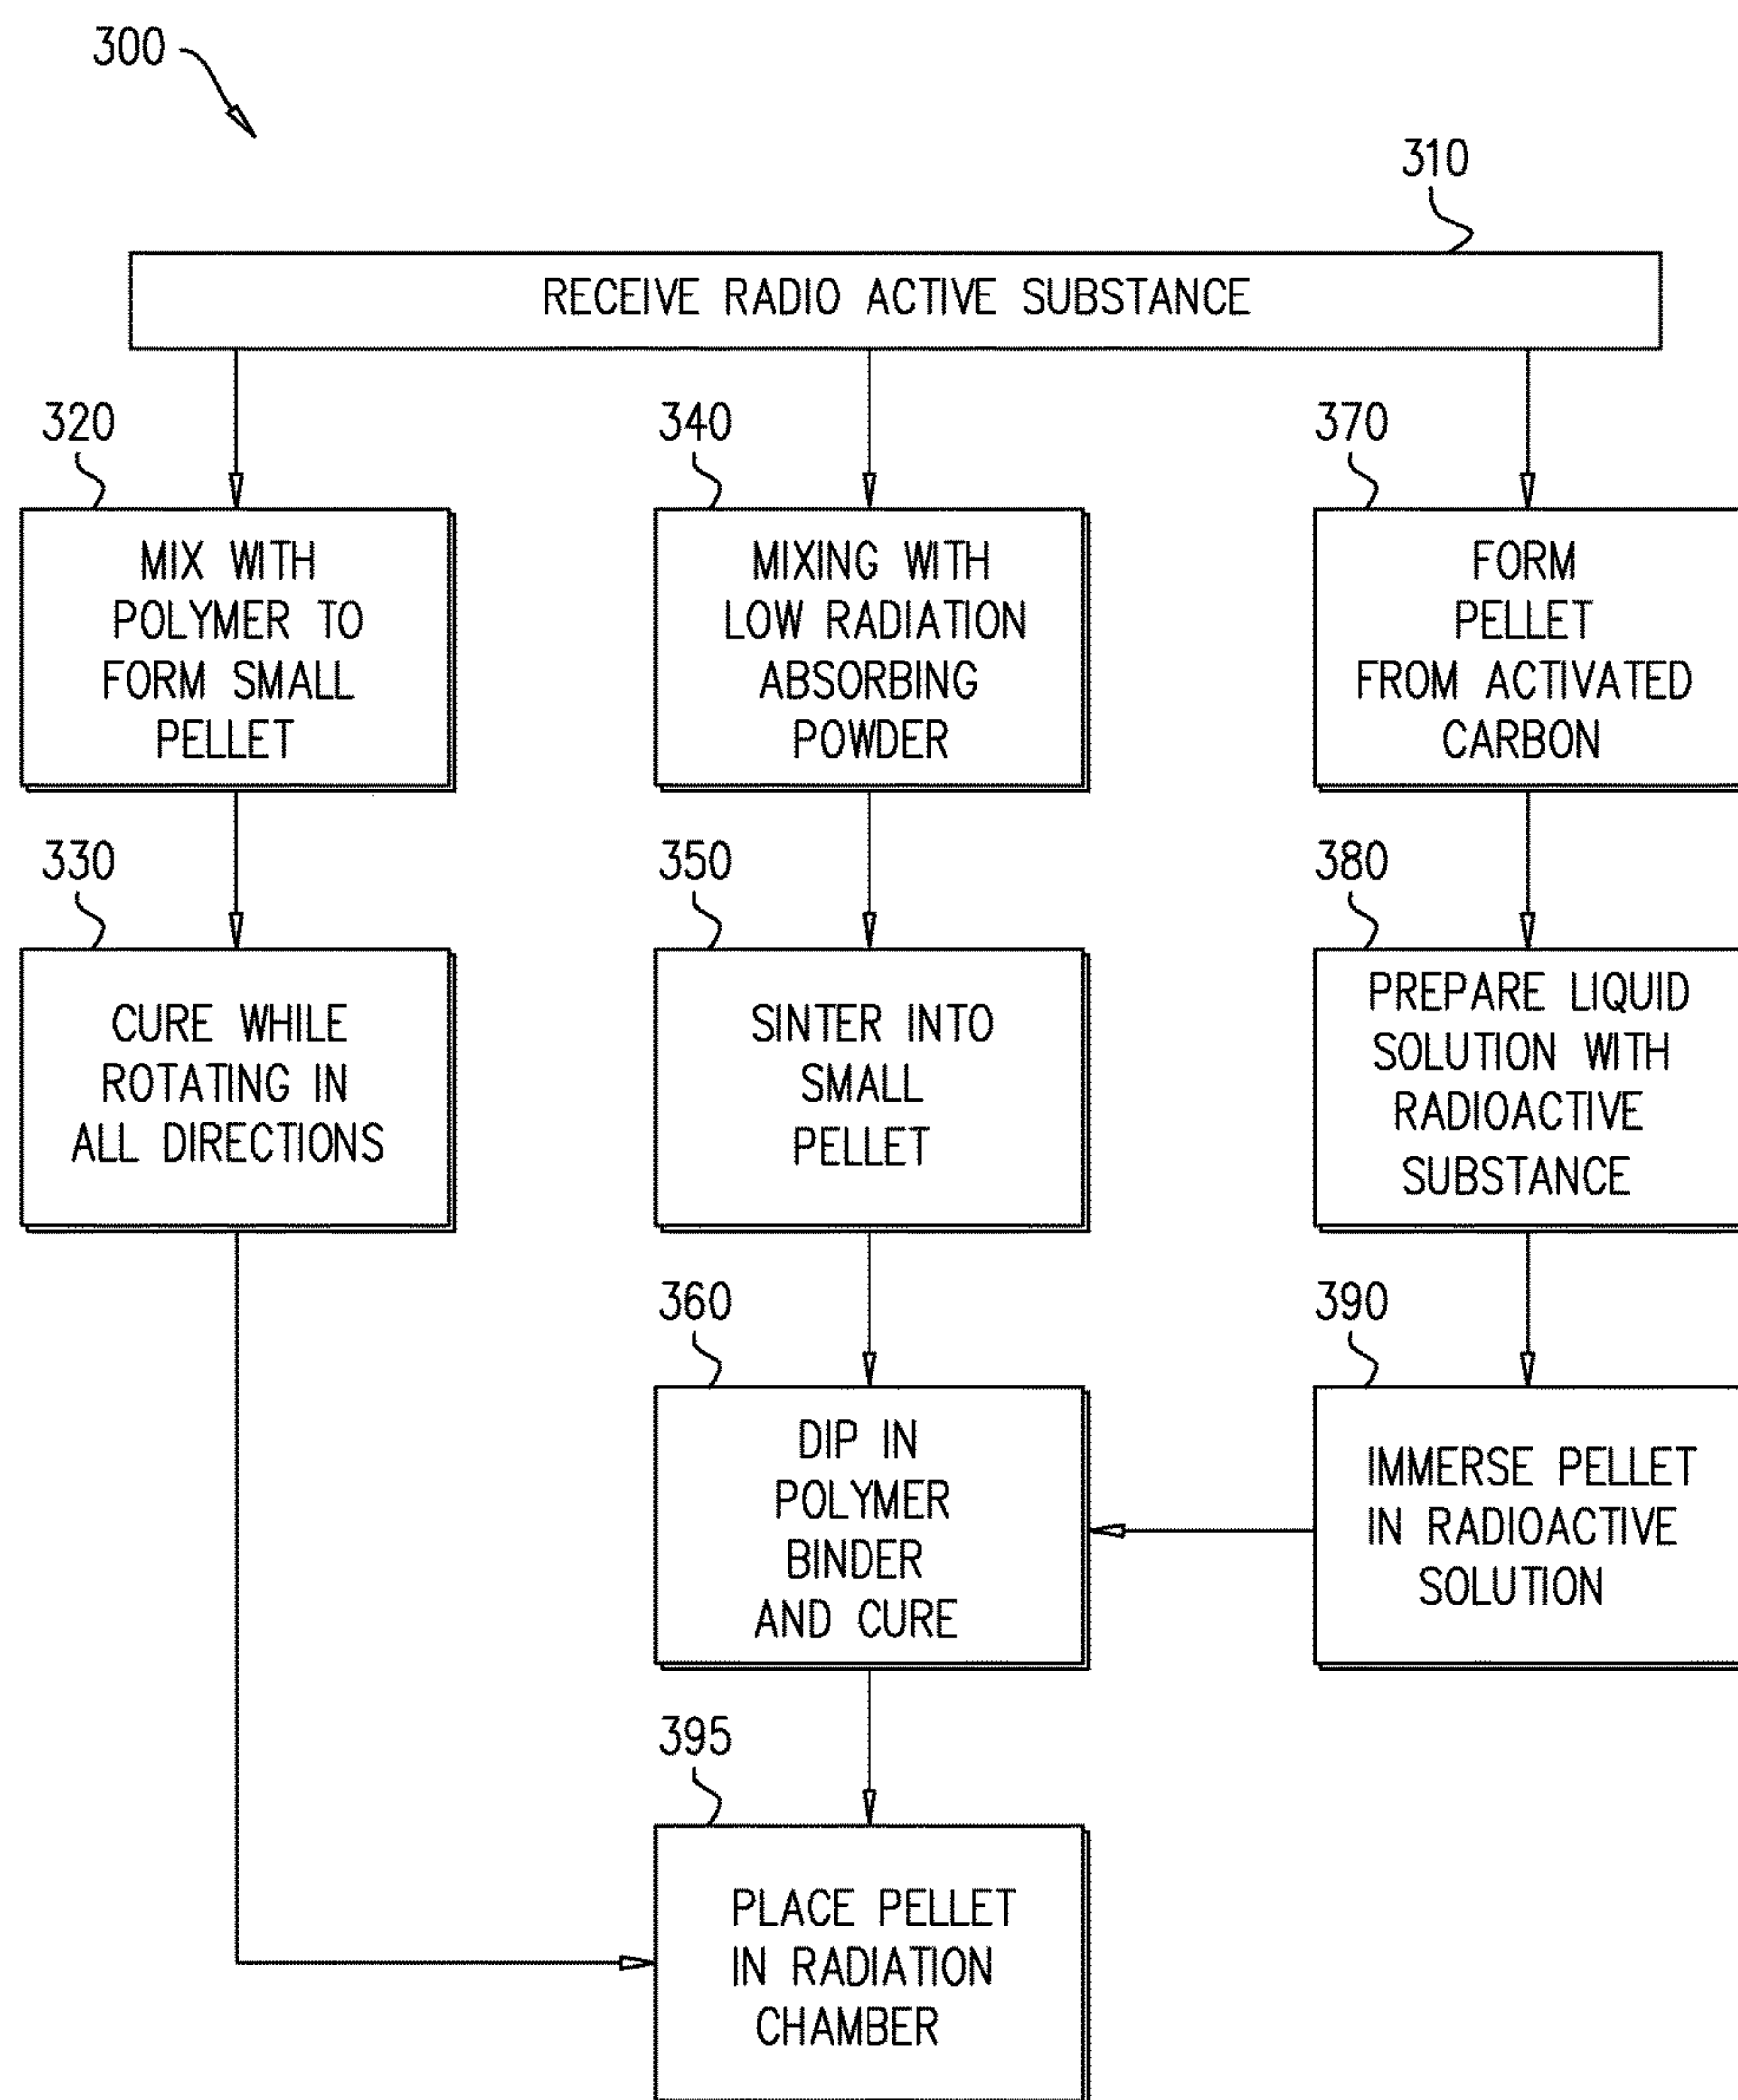 300
310
RECEIVE RADIO ACTIVE SUBSTANCE
320
MIX WITH
POLYMER TO
FORM SMALL
PELLET
340
MIXING WITH
LOW RADIATION
ABSORBING
POWDER
370
FORM
PELLET
FROM ACTIVATED
CARBON
330
CURE WHILE
ROTATING IN
ALL DIRECTIONS
350
SINTER INTO
SMALL
PELLET
380
PREPARE LIQUID
SOLUTION WITH
RADIOACTIVE
SUBSTANCE
360
DIP IN
POLYMER
BINDER
AND CURE
390
IMMERSE PELLET
IN RADIOACTIVE
SOLUTION
395
PLACE PELLET
IN RADIATION
CHAMBER